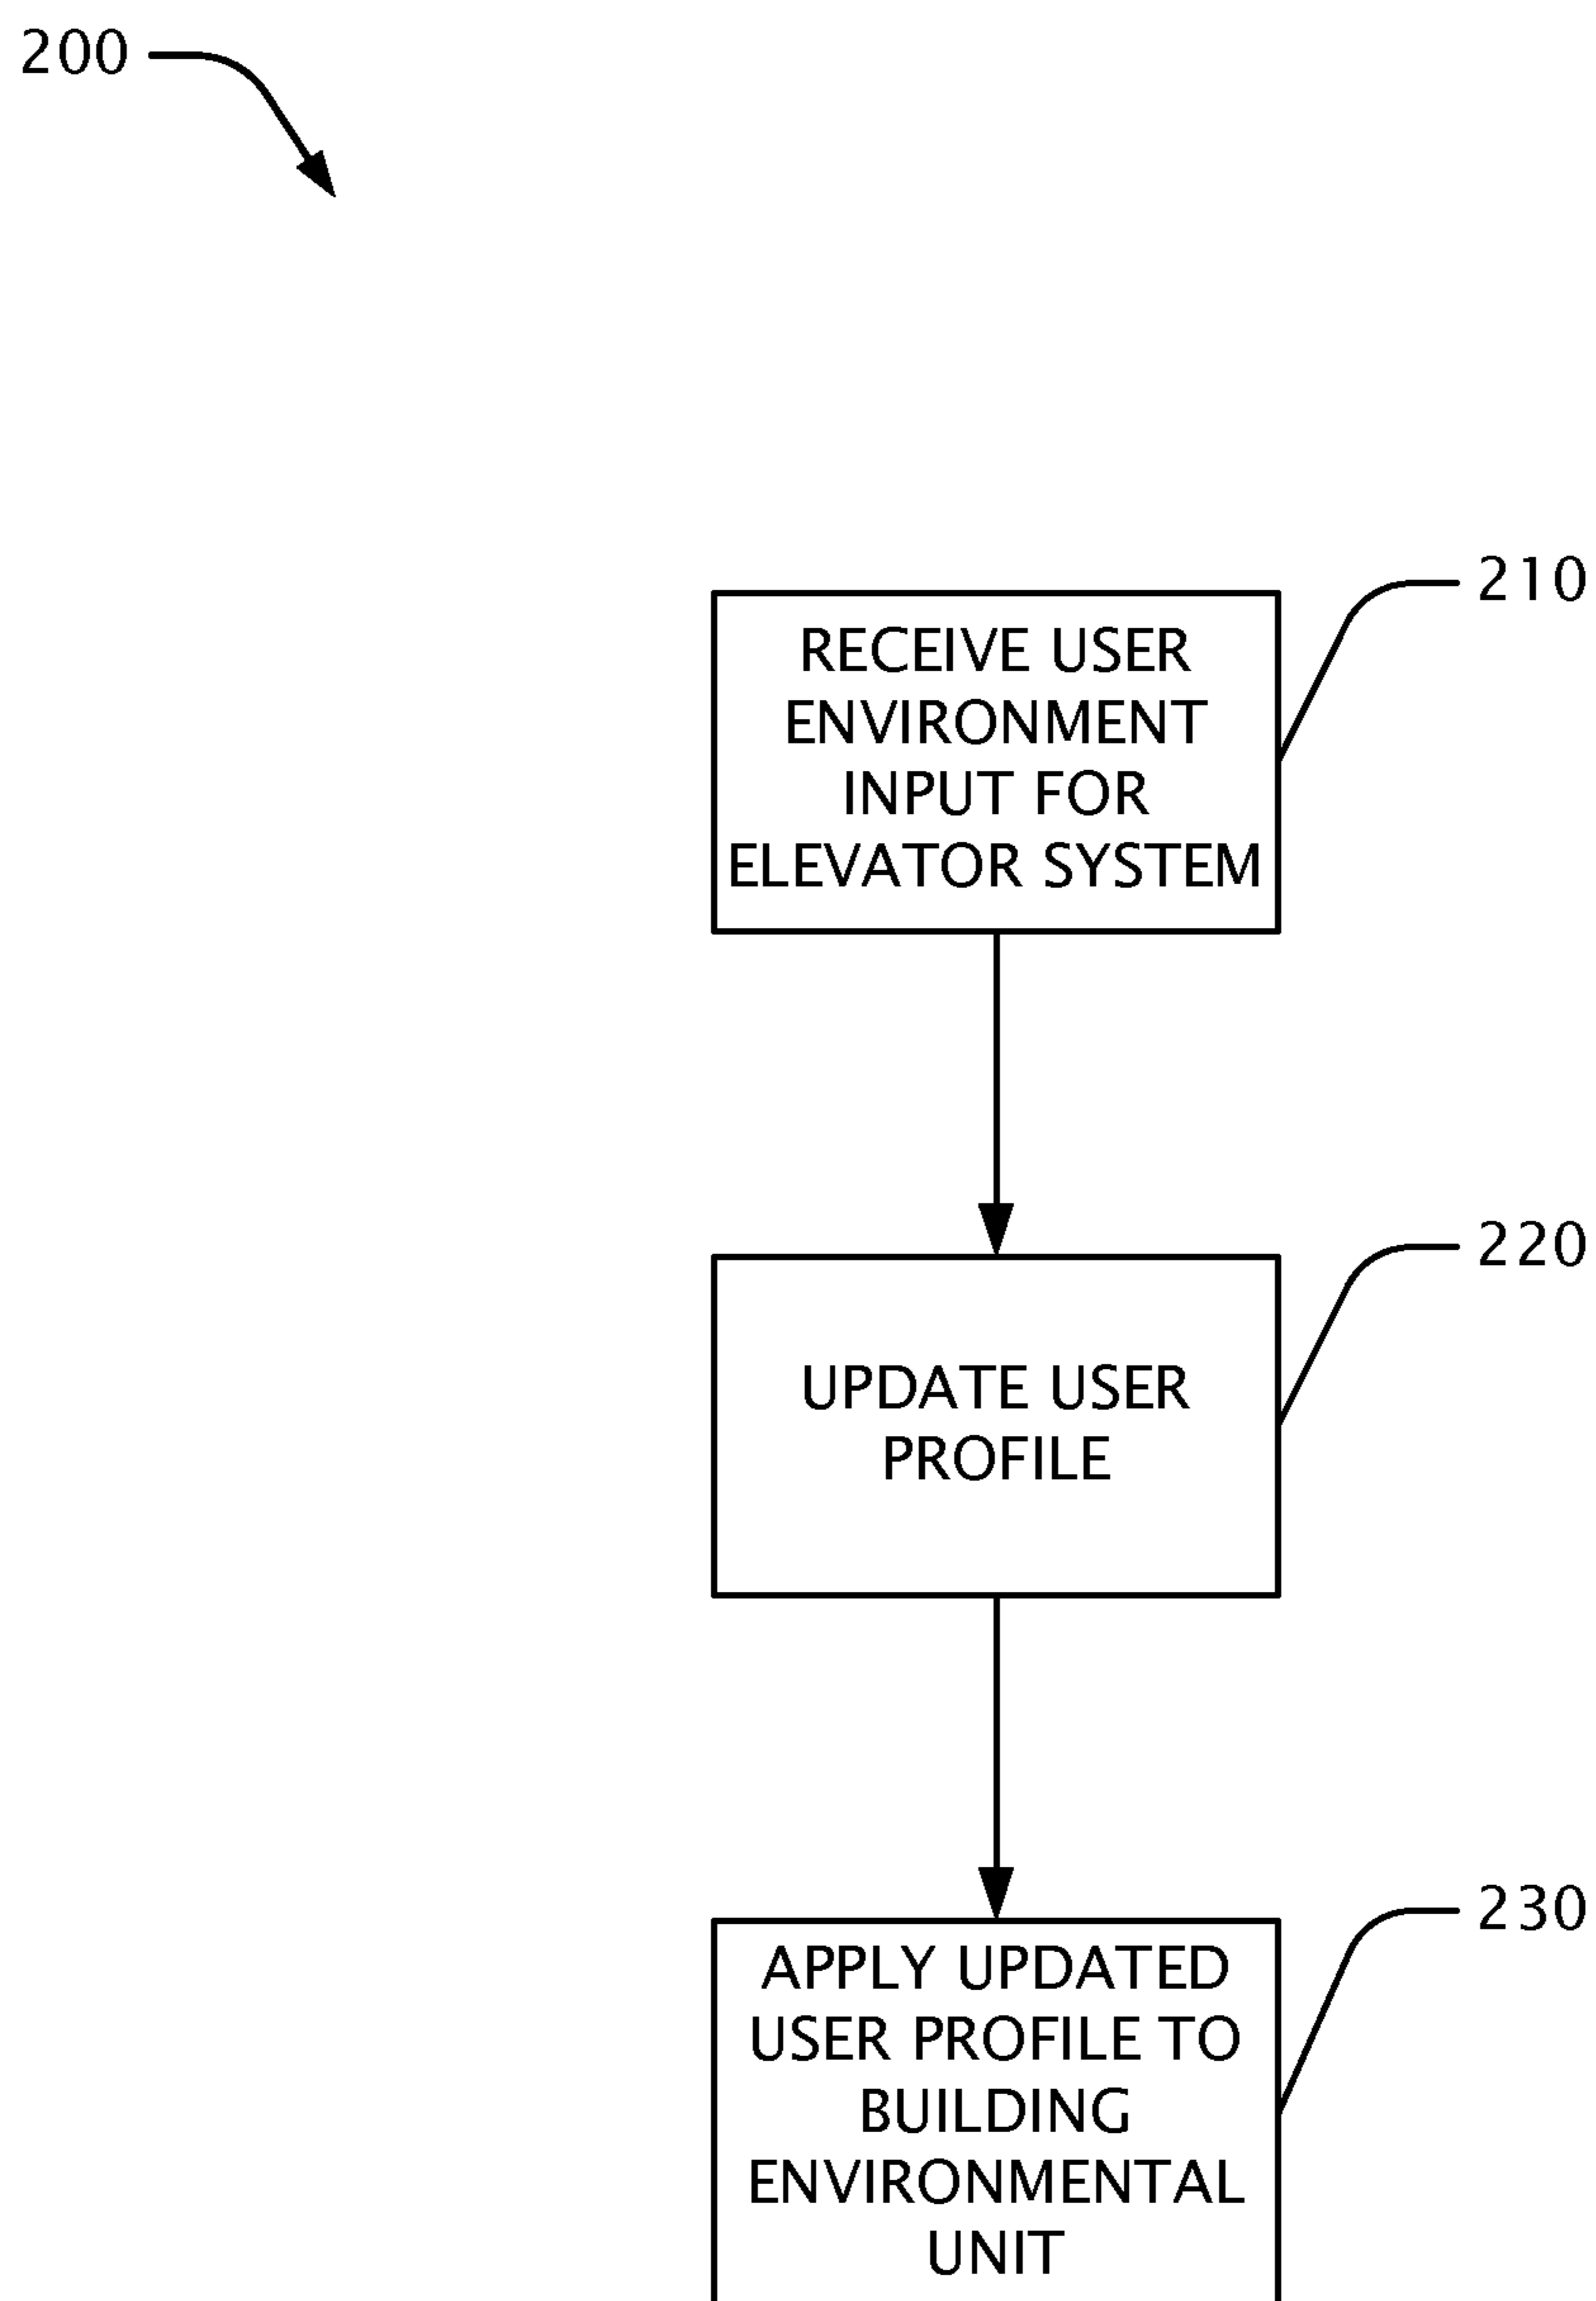 200
210
RECEIVE USER
ENVIRONMENT
INPUT FOR
ELEVATOR SYSTEM
220
UPDATE USER
PROFILE
230
APPLY UPDATED
USER PROFILE TO
BUILDING
ENVIRONMENTAL
UNIT